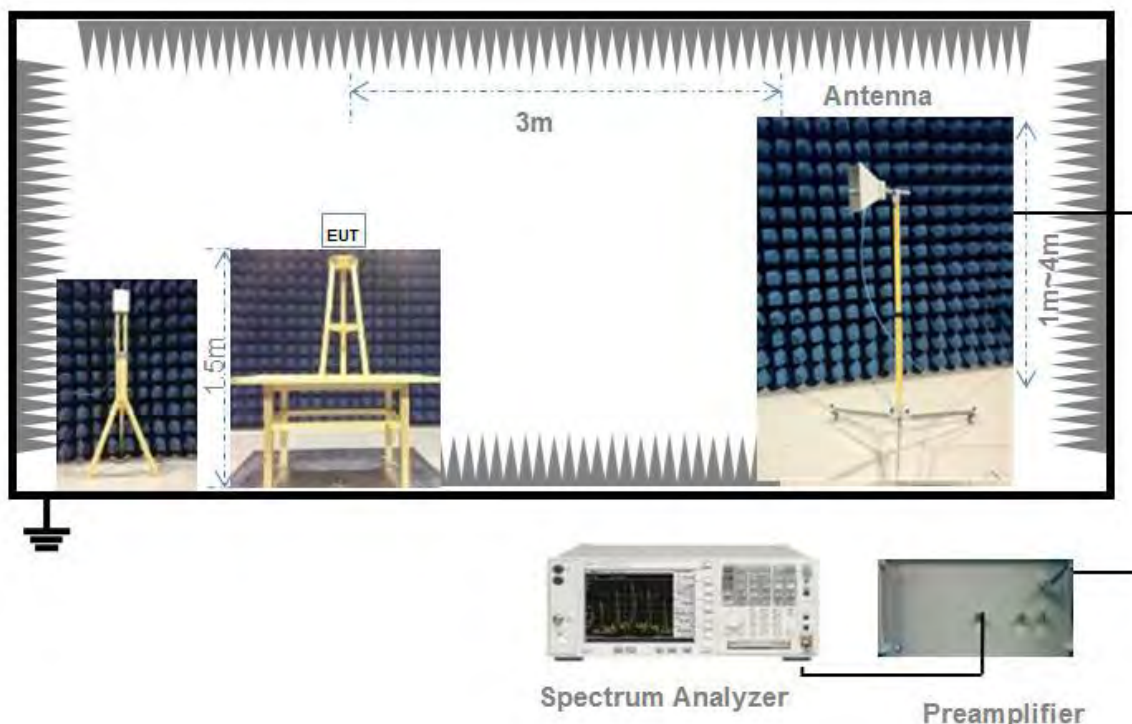 Antenna
3m
EUT
1.5m
1m~4m
Spectrum Analyzer
Preamplifier